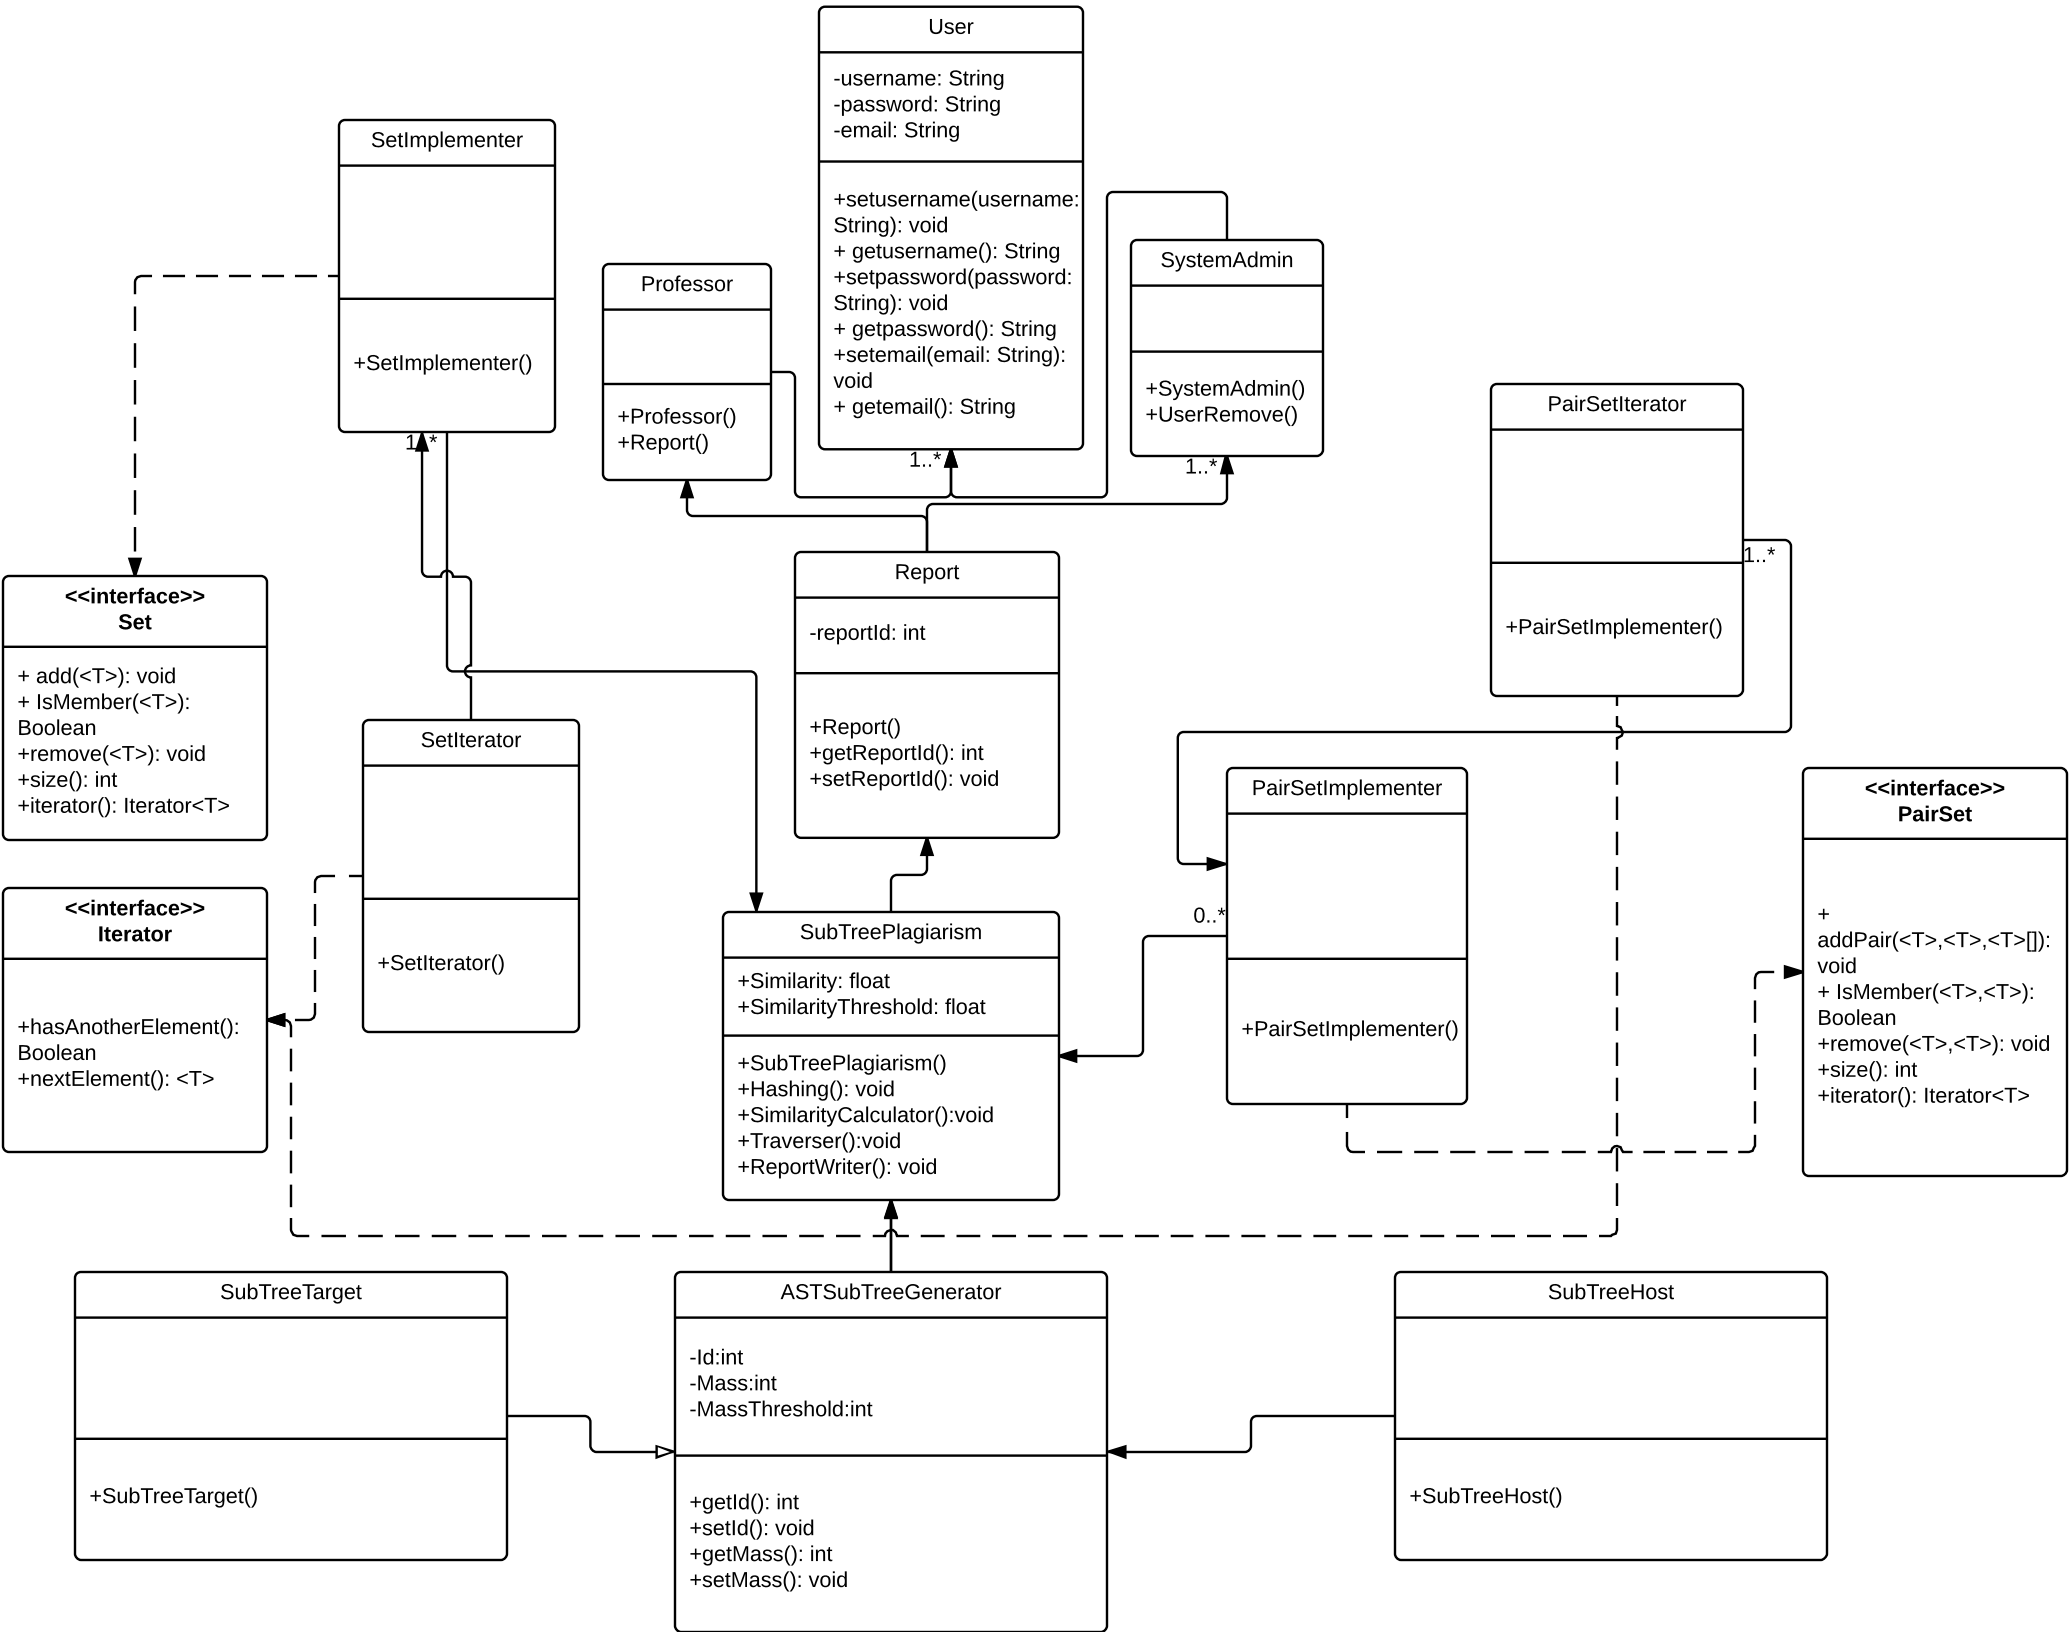 User
-username: String
-password: String
-email: String
+setusername(username:
String): void
+ getusername(): String
+setpassword(password:
String): void
+ getpassword(): String
+setemail(email: String):
void
+ getemail(): String
1..*
SetImplementer
+SetImplementer()
1..*
Professor
+Professor()
+Report()
SystemAdmin
+SystemAdmin()
+UserRemove()
1..*
PairSetIterator
+PairSetImplementer()
1..*
<<interface>>
Set
+ add(<T>): void
+ IsMember(<T>):
Boolean
+remove(<T>): void
+size(): int
+iterator(): Iterator<T>
Report
-reportId: int
+Report()
+getReportId(): int
+setReportId(): void
SetIterator
+SetIterator()
PairSetImplementer
+PairSetImplementer()
0..*
<<interface>>
PairSet
+
addPair(<T>,<T>,<T>[]):
void
+ IsMember(<T>,<T>):
Boolean
+remove(<T>,<T>): void
+size(): int
+iterator(): Iterator<T>
<<interface>>
Iterator
+hasAnotherElement():
Boolean
+nextElement(): <T>
SubTreePlagiarism
+Similarity: float
+SimilarityThreshold: float
+SubTreePlagiarism()
+Hashing(): void
+SimilarityCalculator():void
+Traverser():void
+ReportWriter(): void
SubTreeTarget
+SubTreeTarget()
ASTSubTreeGenerator
-Id:int
-Mass:int
-MassThreshold:int
+getId(): int
+setId(): void
+getMass(): int
+setMass(): void
SubTreeHost
+SubTreeHost()